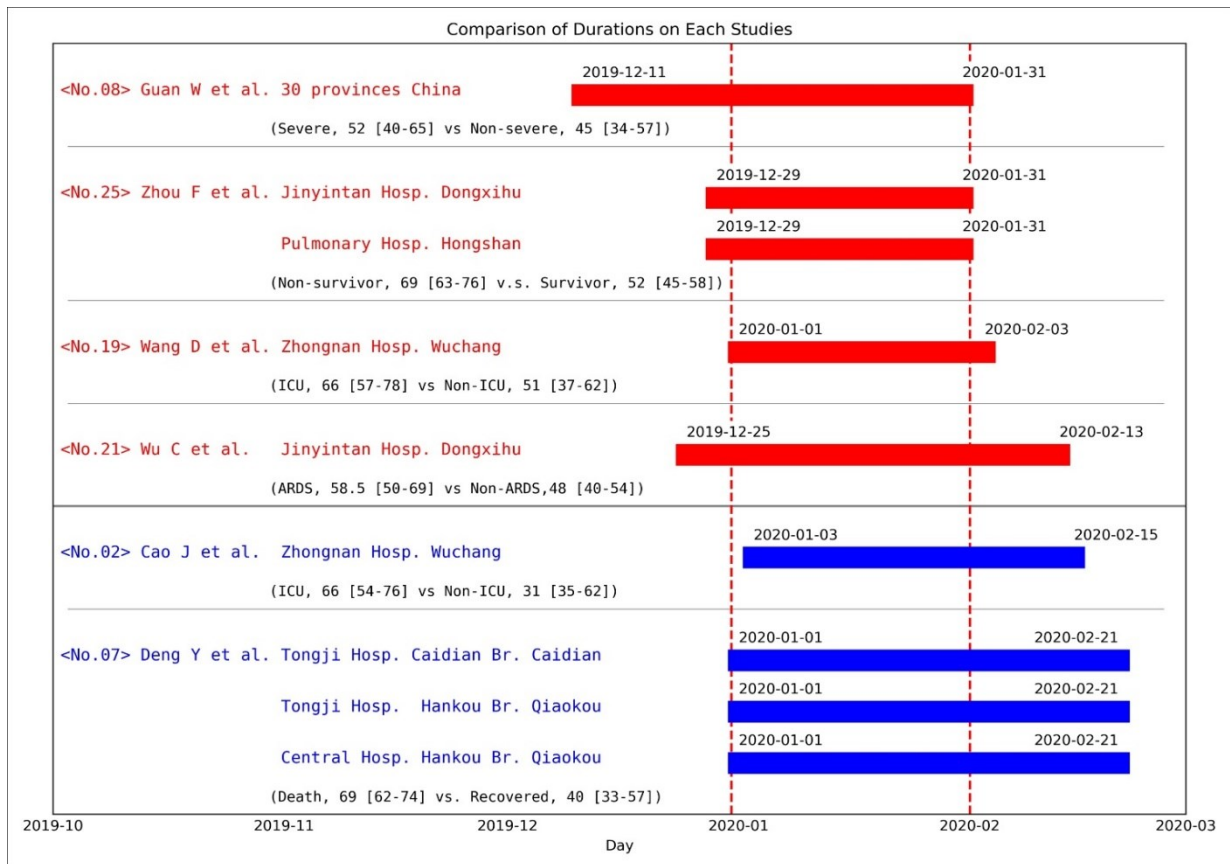 Comparison of Durations on Each Studies
2019-12-11 2020-01-31
<No.08> Guan W et al. 30 provinces China
(Severe, 52 [40-65] vs Non-severe, 45 [34-57])
2019-12-29 2020-01-31
<No.25> Zhou F et al. Jinyintan Hosp. Dongxihu
2019-12-29 2020-01-31
Pulmonary Hosp. Hongshan
(Non-survivor, 69 [63-76] v.s. Survivor, 52 [45-58])
2020-01-01 2020-02-03
<No.19> Wang D et al. Zhongnan Hosp. Wuchang
(ICU, 66 [57-78] vs Non-ICU, 51 [37-62])
2019-12-25 2020-02-13
<No.21> Wu C et al. Jinyintan Hosp. Dongxihu
(ARDS, 58.5 [50-69] vs Non-ARDS,48 [40-54])
2020-01-03 2020-02-15
<No.02> Cao J et al. Zhongnan Hosp. Wuchang
(ICU, 66 [54-76] vs Non-ICU, 31 [35-62])
2020-01-01 2020-02-21
<No.07> Deng Y et al. Tongji Hosp. Caidian Br. Caidian
2020-01-01 2020-02-21
Tongji Hosp. Hankou Br. Qiaokou
2020-01-01 2020-02-21
Central Hosp. Hankou Br. Qiaokou
(Death, 69 [62-74] vs. Recovered, 40 [33-57])
2019-10 2019-11 2019-12 2020-01 2020-02 2020-03
Day